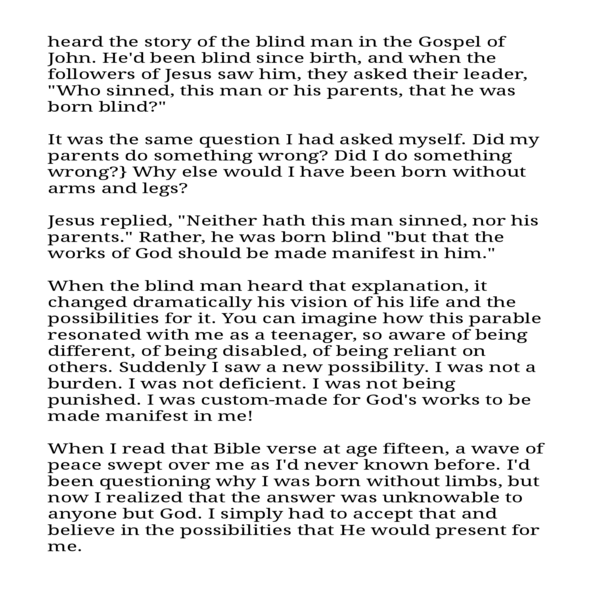 heard the story of the blind man in the Gospel of
John. He'd been blind since birth, and when the
followers of Jesus saw him, they asked their leader,
"Who sinned, this man or his parents, that he was
born blind?"
It was the same question I had asked myself. Did my
parents do something wrong? Did I do something
wrong?} Why else would I have been born without
arms and legs?
Jesus replied, "Neither hath this man sinned, nor his
parents." Rather, he was born blind "but that the
works of God should be made manifest in him."
When the blind man heard that explanation, it
changed dramatically his vision of his life and the
possibilities for it. You can imagine how this parable
resonated with me as a teenager, so aware of being
different, of being disabled, of being reliant on
others. Suddenly I saw a new possibility. I was not a
burden. I was not deficient. I was not being
punished. I was custom-made for God's works to be
made manifest in me!
When I read that Bible verse at age fifteen, a wave of
peace swept over me as I'd never known before. I'd
been questioning why I was born without limbs, but
now I realized that the answer was unknowable to
anyone but God. I simply had to accept that and
believe in the possibilities that He would present for
me.